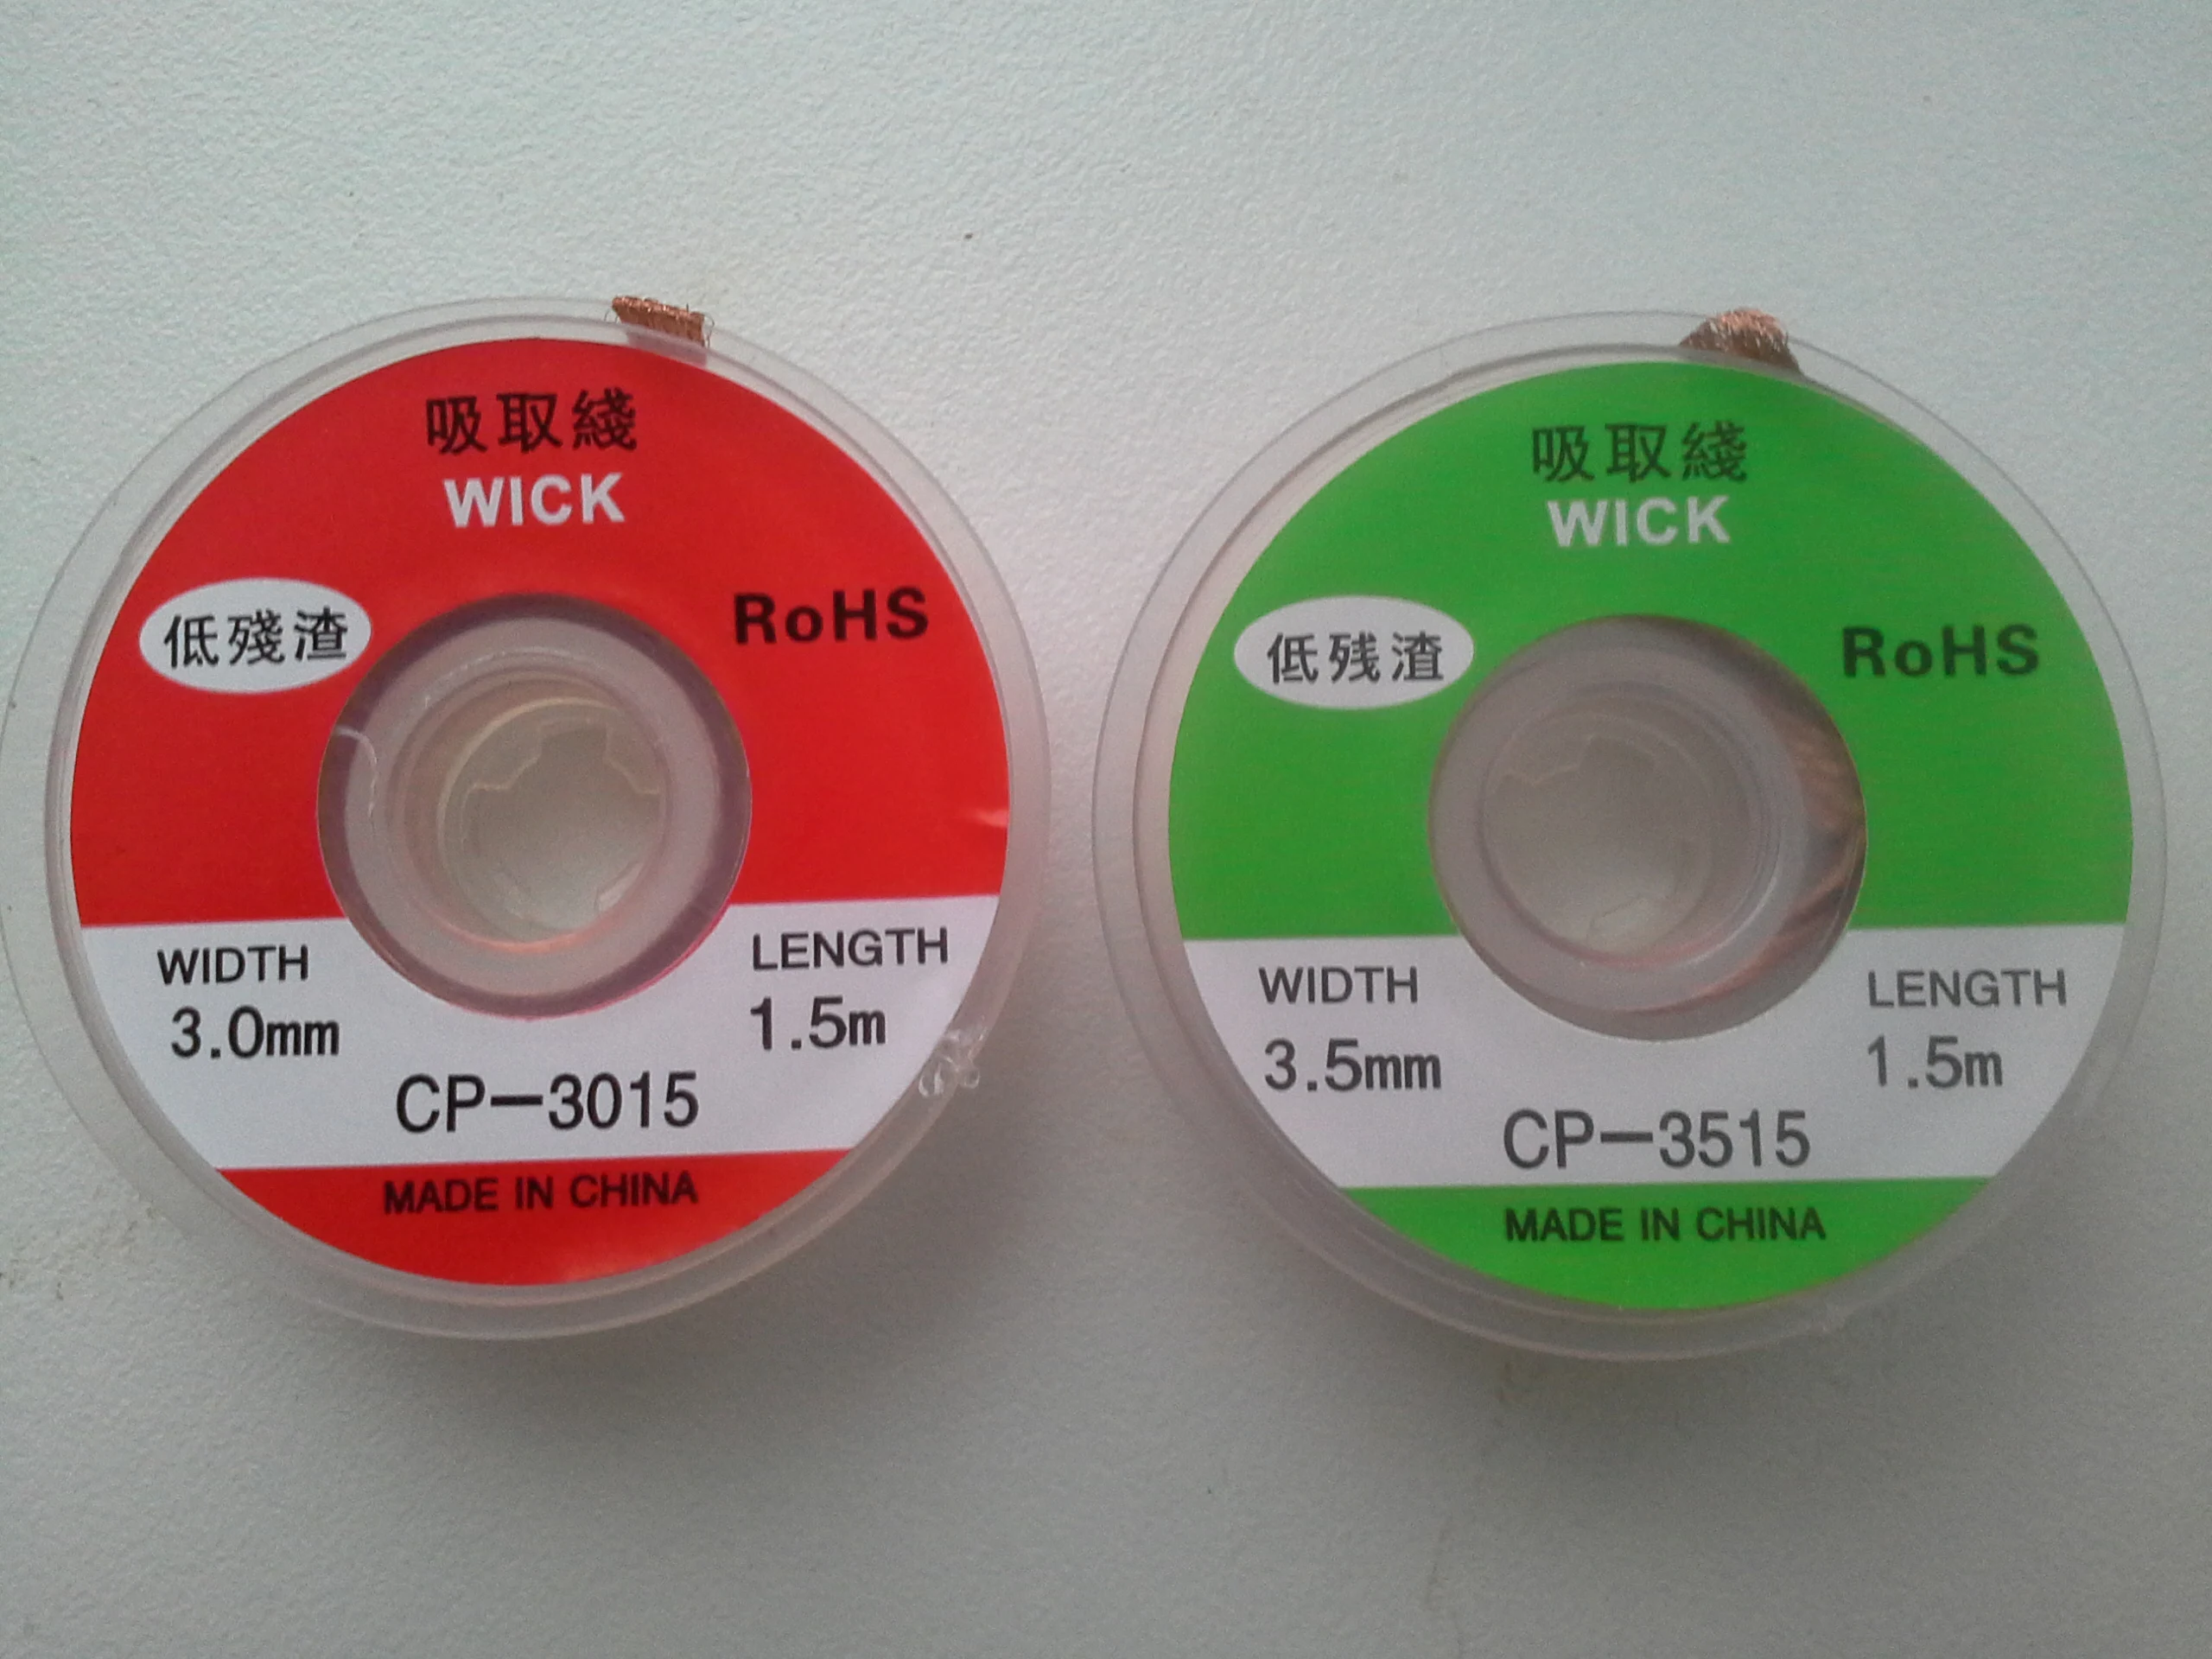 吸取綫
WICK
低殘渣
RoHS
WIDTH
3.0mm
LENGTH
1.5m
CP-3015
MADE IN CHINA
吸取綫
WICK
低残渣
RoHS
WIDTH
3.5mm
LENGTH
1.5m
CP-3515
MADE IN CHINA